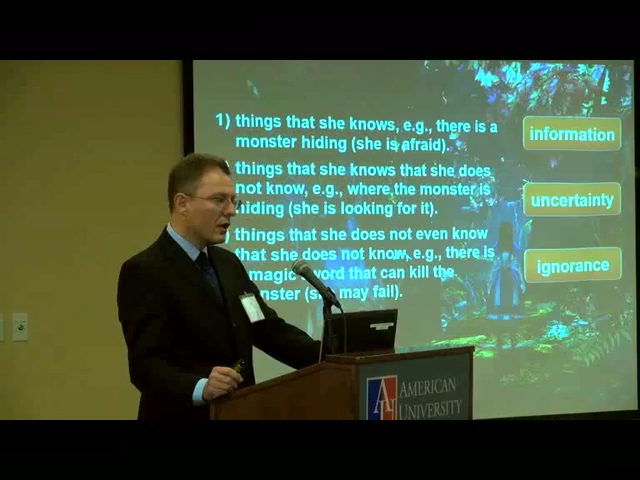 1) things that she knows, e.g., there is a
monster hiding (she is afraid).
information
things that she knows that she does
not know, e.g., where the monster is
hiding (she is looking for it).
uncertainty
things that she does not even know
that she does not know, e.g., there is
magic word that can kill the
monster (she may fail).
ignorance
AU
AMERICAN
UNIVERSITY